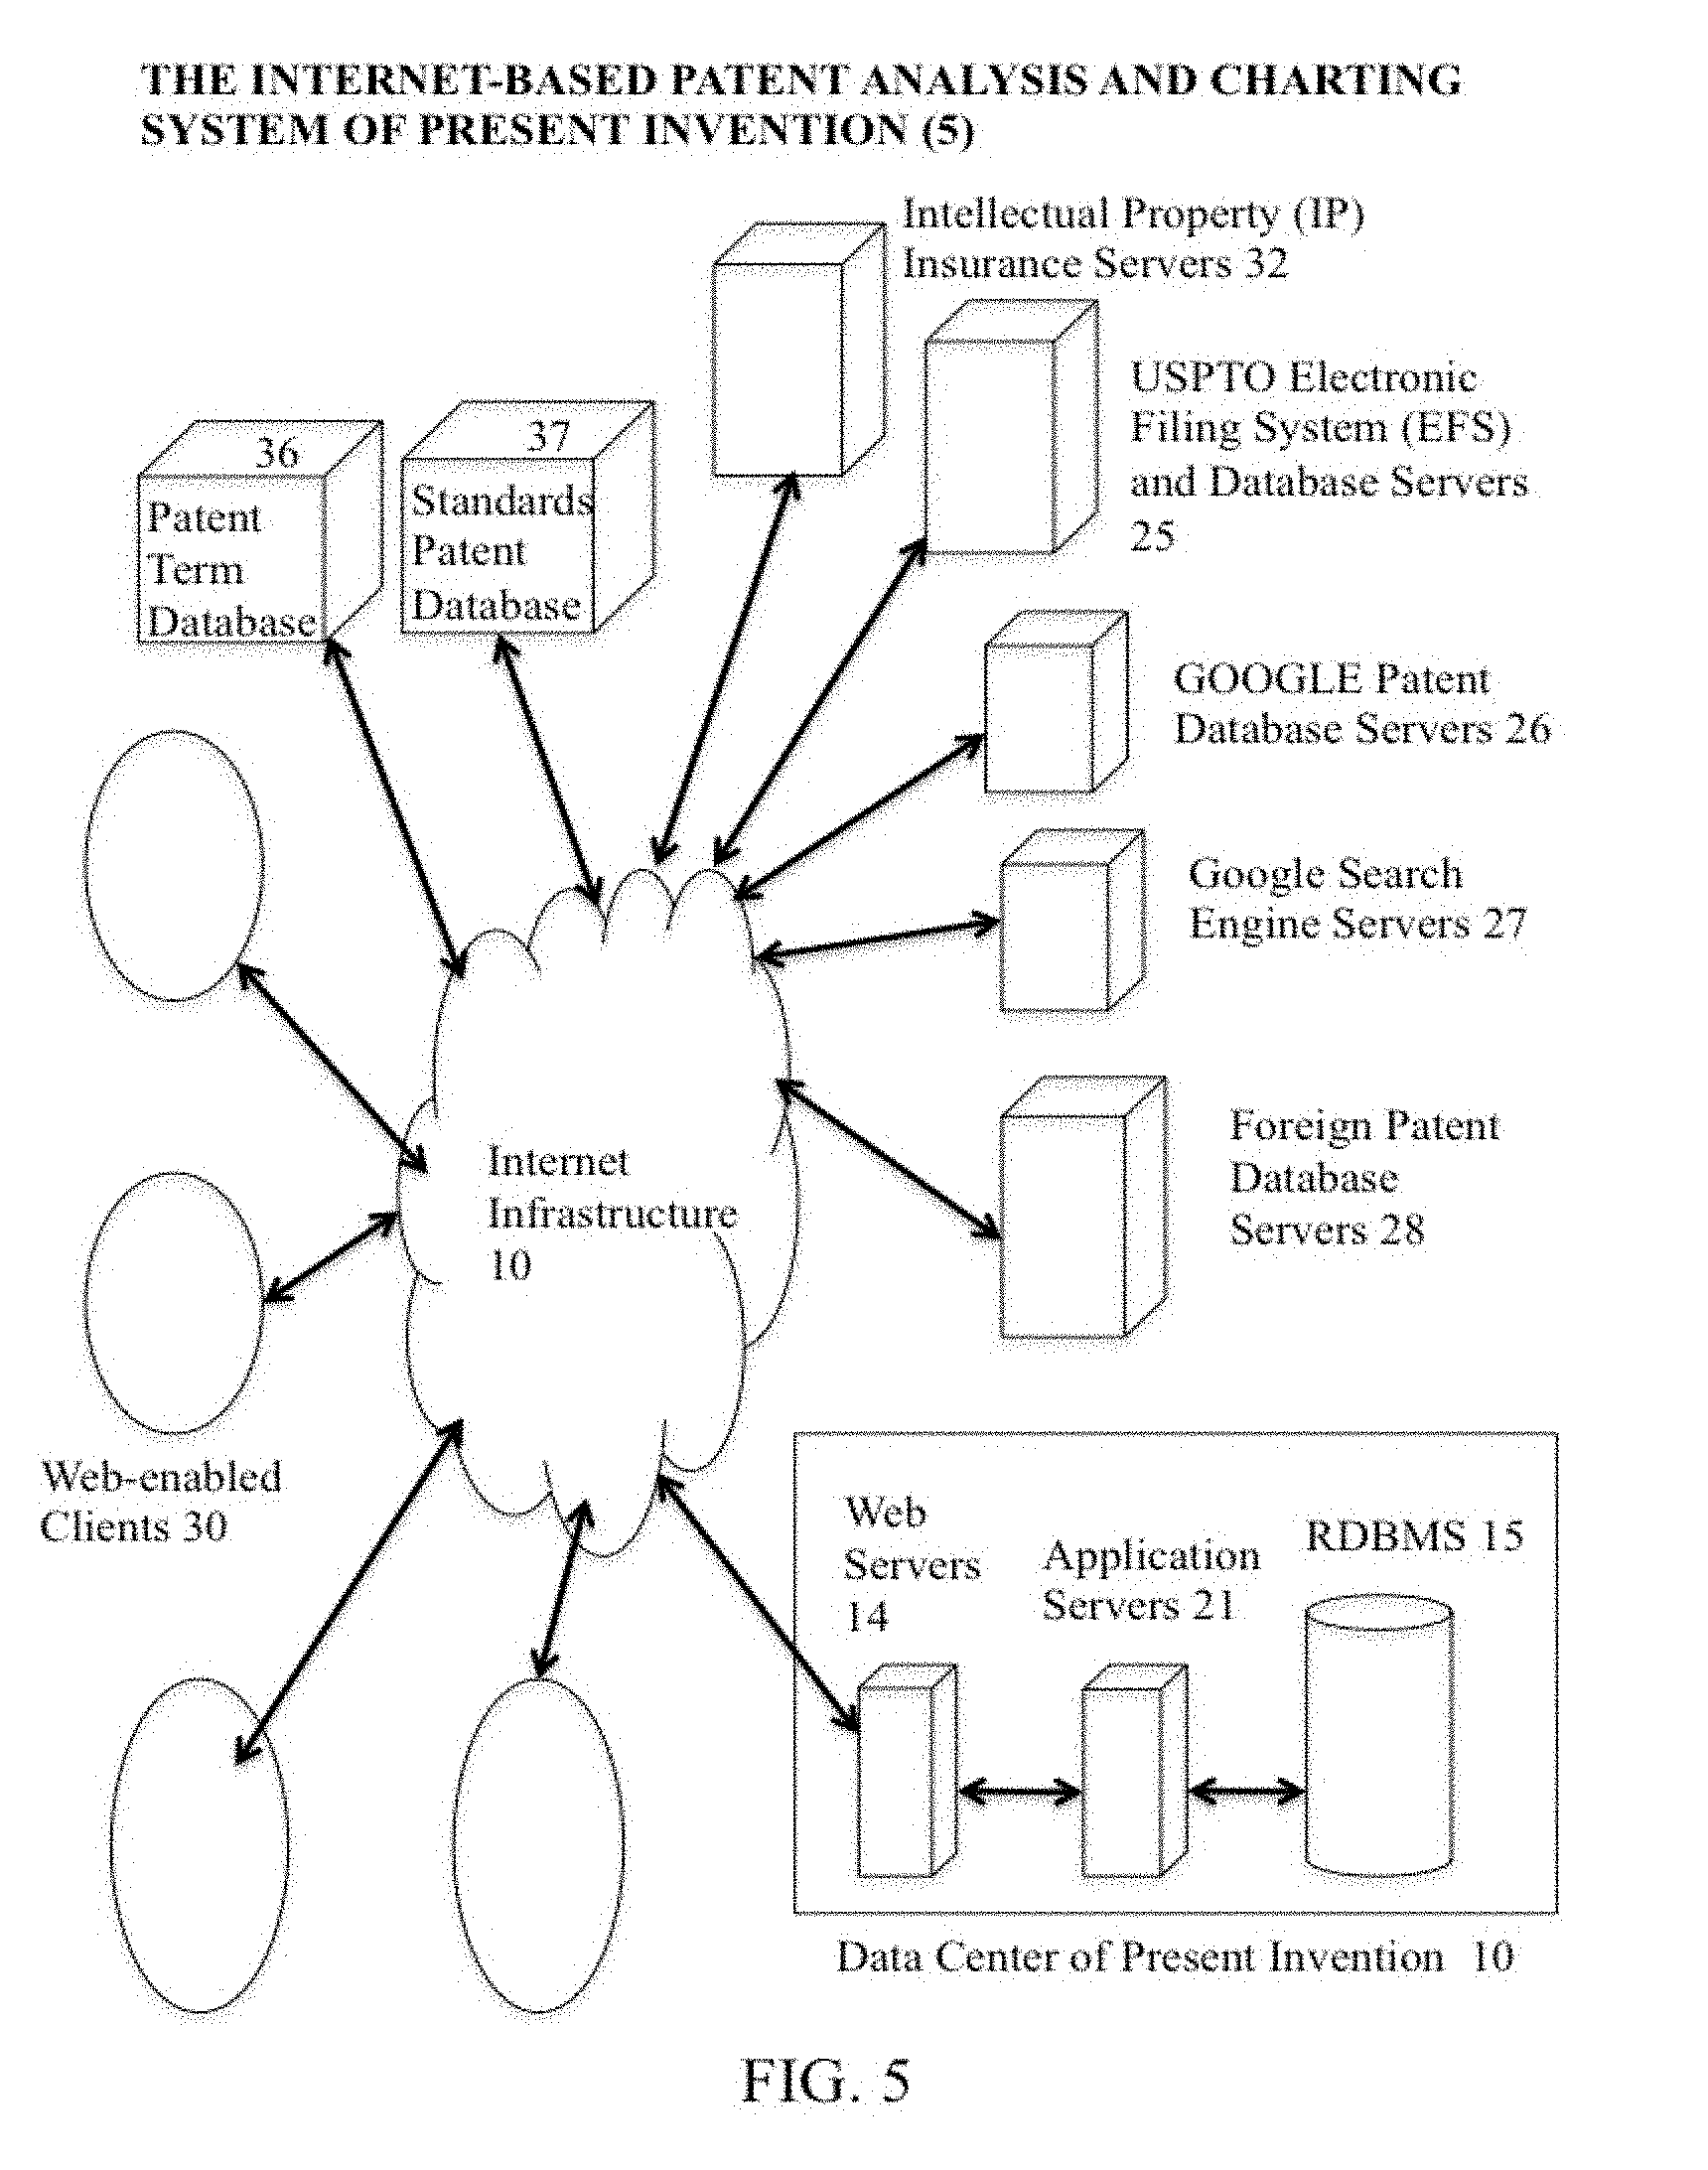 THE INTERNET-BASED PATENT ANALYSIS AND CHARTING
SYSTEM OF PRESENT INVENTION (5)
Intellectual Property (IP)
Insurance Servers 32
USPTO Electronic
Filing System (EFS)
and Database Servers
25
36
Patent
Term
Database
37
Standards
Patent
Database
GOOGLE Patent
Database Servers 26
Google Search
Engine Servers 27
Foreign Patent
Database
Servers 28
Internet
Infrastructure
10
Web-enabled
Clients 30
Web
Servers
14
Application
Servers 21
RDBMS 15
Data Center of Present Invention 10
FIG. 5